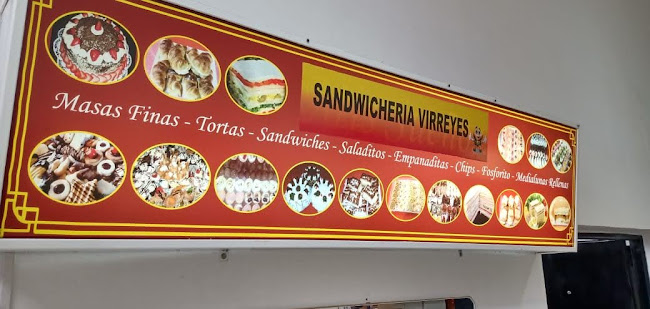 SANDWICHERIA VIRREYES
Masas Finas - Tortas - Sandwiches - Saladitos - Empanaditas - Chips - Fosforito - Medialunas Rellenas